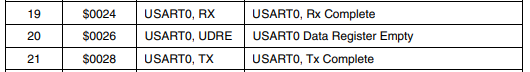 19 $0024 USART0, RX USART0, Rx Complete
20 $0026 USART0, UDRE USART0 Data Register Empty
21 $0028 USART0, TX USART0, Tx Complete